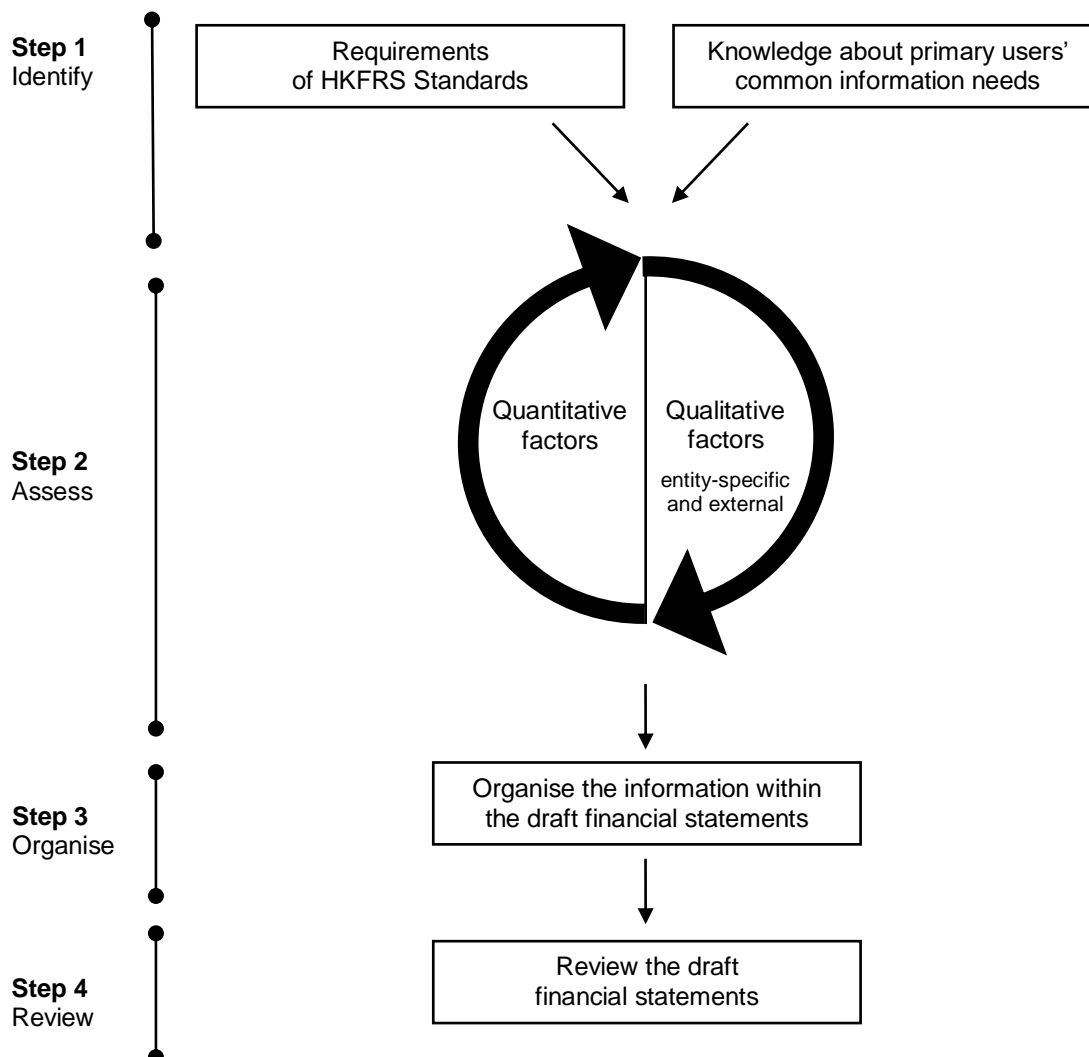 Step 1
Identify
Requirements
of HKFRS Standards
Knowledge about primary users’
common information needs
Step 2
Assess
Quantitative
factors
Qualitative
factors
entity-specific
and external
Step 3
Organise
Organise the information within
the draft financial statements
Step 4
Review
Review the draft
financial statements